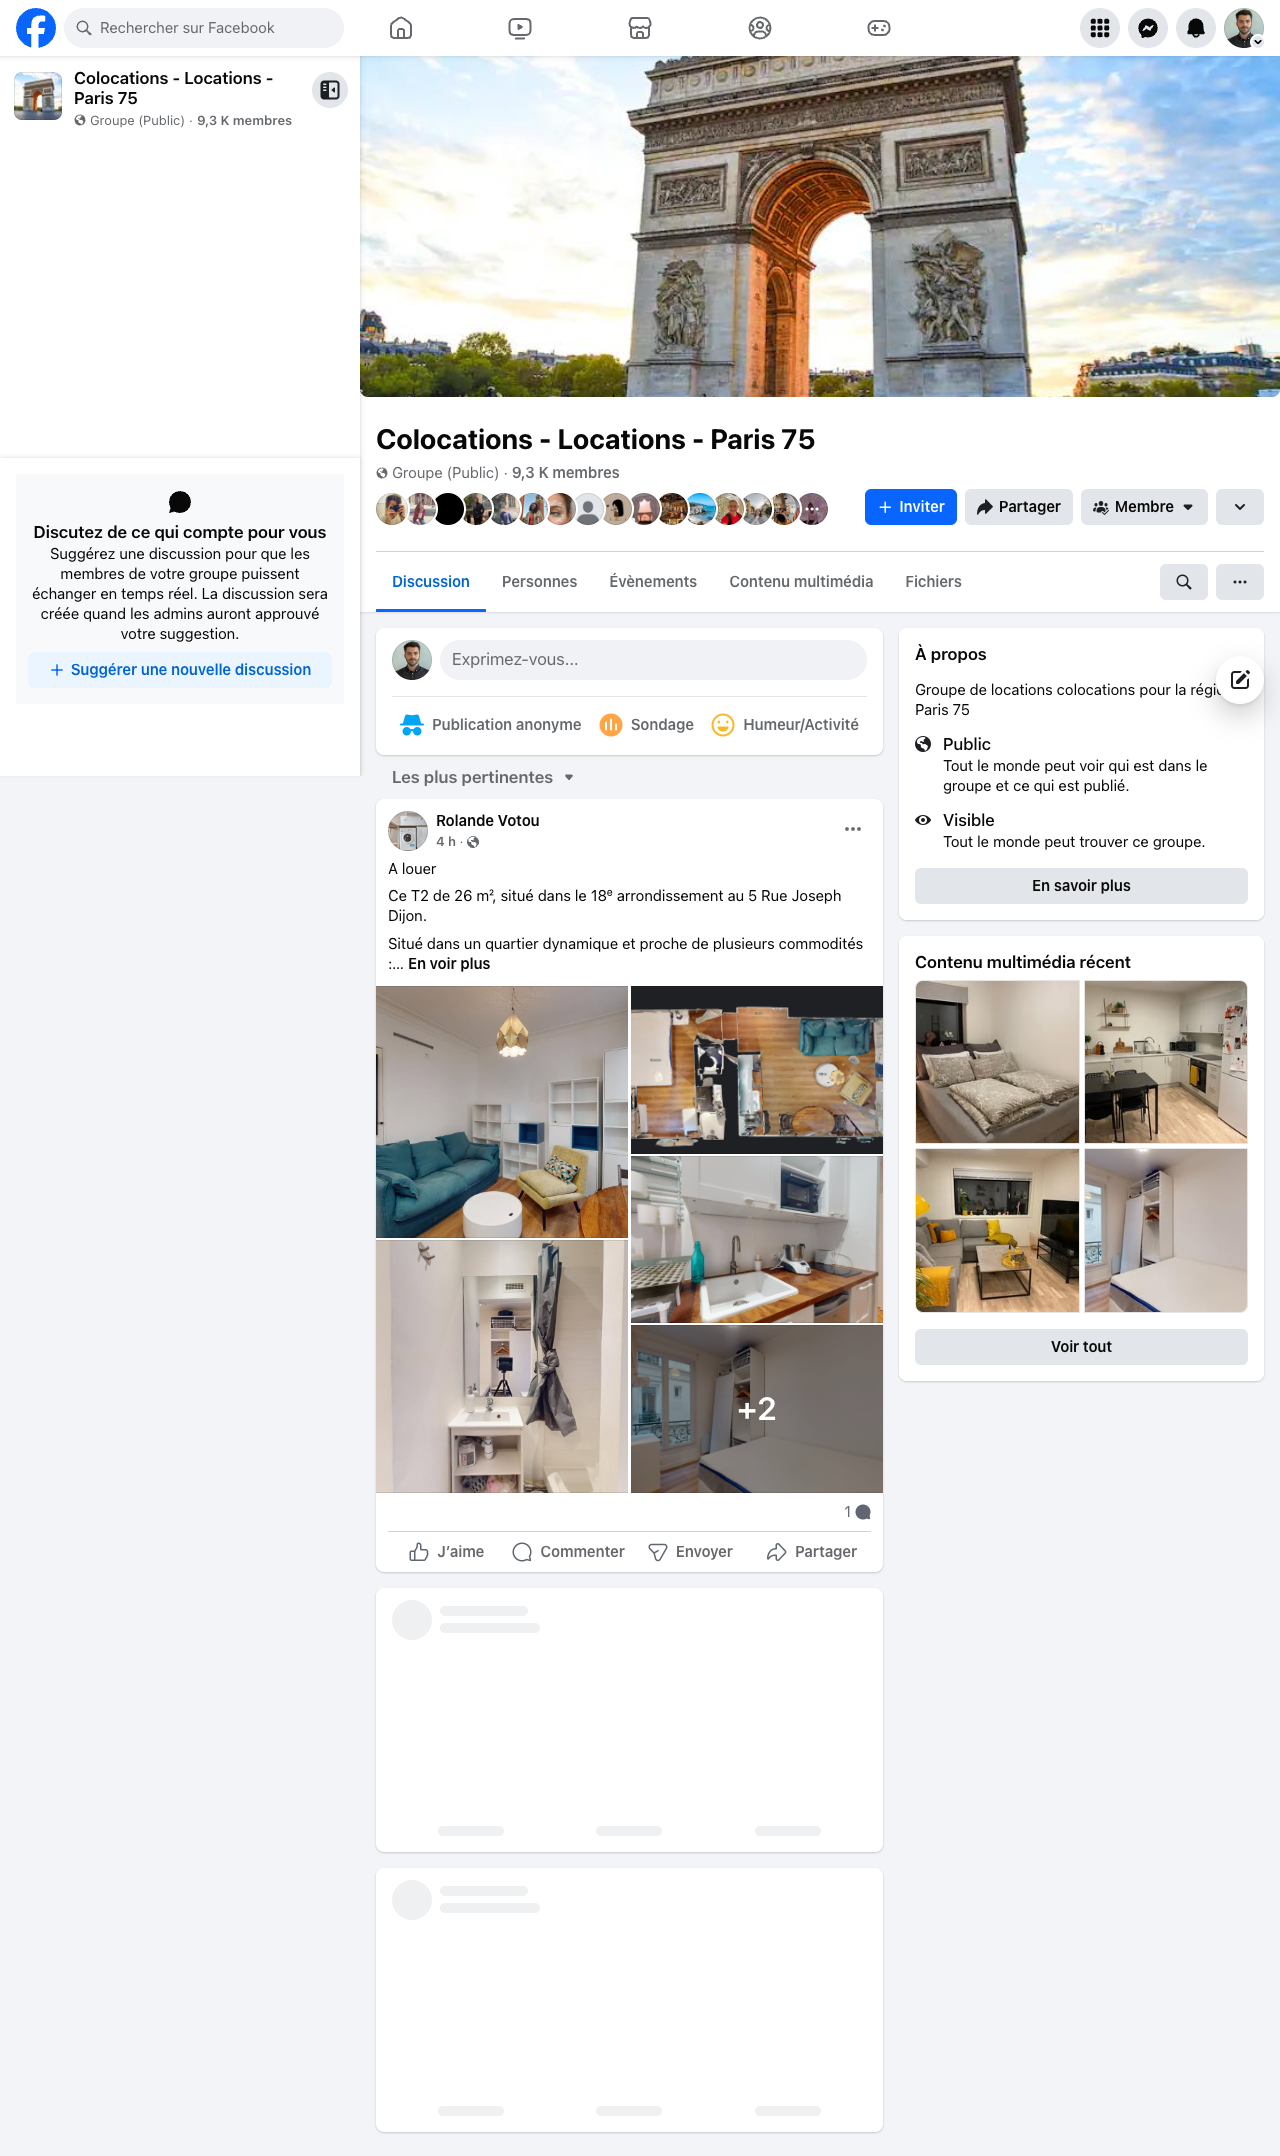 Rechercher sur Facebook
Colocations - Locations -
Paris 75
Groupe (Public) · 9,3 K membres
Discutez de ce qui compte pour vous
Suggérez une discussion pour que les
membres de votre groupe puissent
échanger en temps réel. La discussion sera
créée quand les admins auront approuvé
votre suggestion.
Suggérer une nouvelle discussion
Colocations - Locations - Paris 75
Groupe (Public) · 9,3 K membres
Inviter
Partager
Membre
Discussion
Personnes
Évènements
Contenu multimédia
Fichiers
Exprimez-vous...
Publication anonyme
Sondage
Humeur/Activité
Les plus pertinentes
Rolande Votou
4 h ·
A louer
Ce T2 de 26 m², situé dans le 18ᵉ arrondissement au 5 Rue Joseph
Dijon.
Situé dans un quartier dynamique et proche de plusieurs commodités
:... En voir plus
+2
1
J'aime
Commenter
Envoyer
Partager
À propos
Groupe de locations colocations pour la
Paris 75
Public
Tout le monde peut voir qui est dans le
groupe et ce qui est publié.
Visible
Tout le monde peut trouver ce groupe.
En savoir plus
Contenu multimédia récent
Voir tout